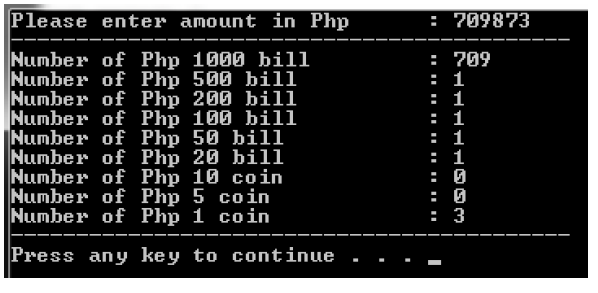 Please enter amount in Php : 709873
----------------------------------------------------
Number of Php 1000 bill : 709
Number of Php 500 bill : 1
Number of Php 200 bill : 1
Number of Php 100 bill : 1
Number of Php 50 bill : 1
Number of Php 20 bill : 1
Number of Php 10 coin : 0
Number of Php 5 coin : 0
Number of Php 1 coin : 3
----------------------------------------------------
Press any key to continue . . . _